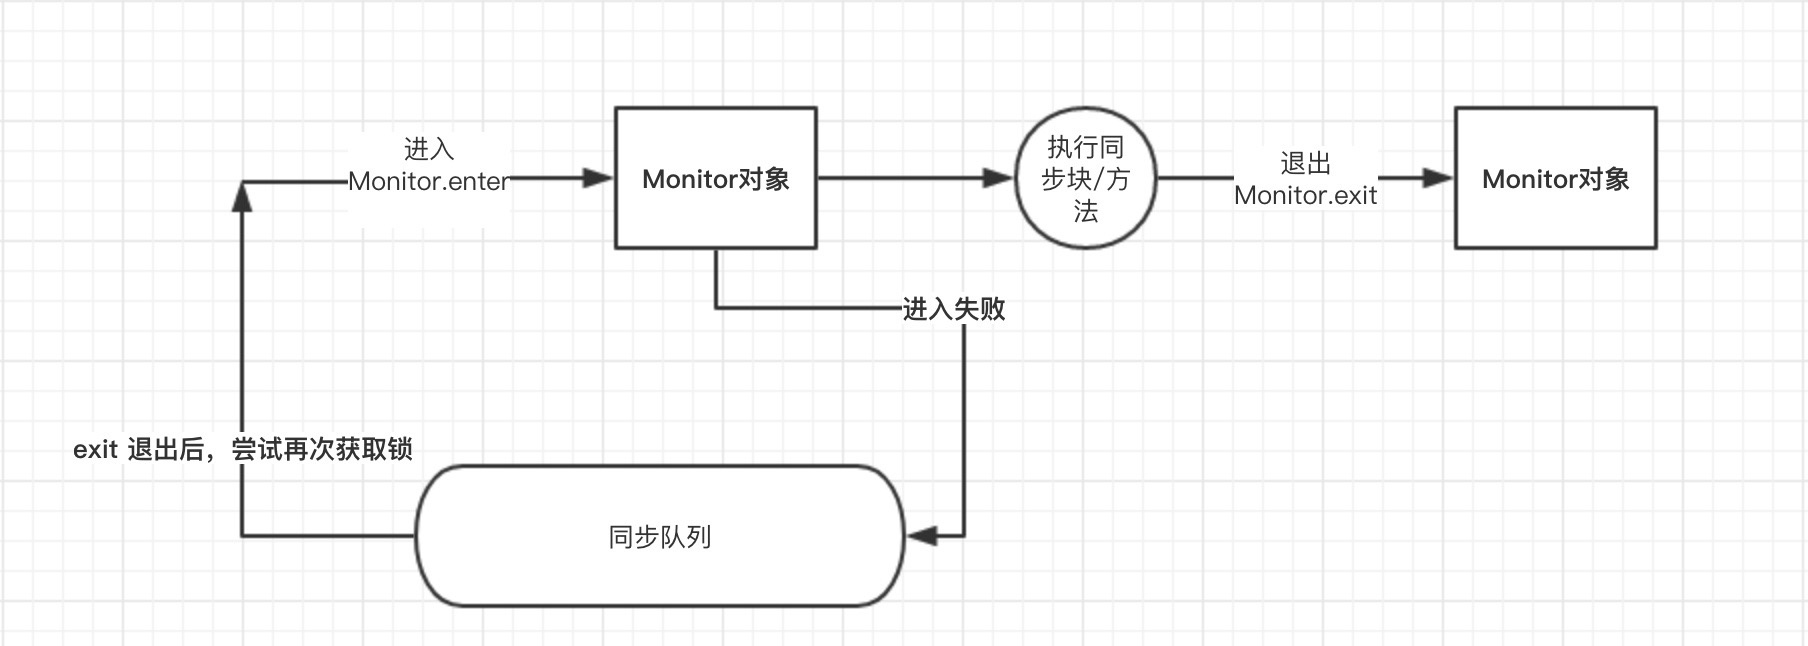 进入
Monitor.enter
Monitor对象
执行同
步块/方
法
退出
Monitor.exit
Monitor对象
进入失败
exit 退出后，尝试再次获取锁
同步队列